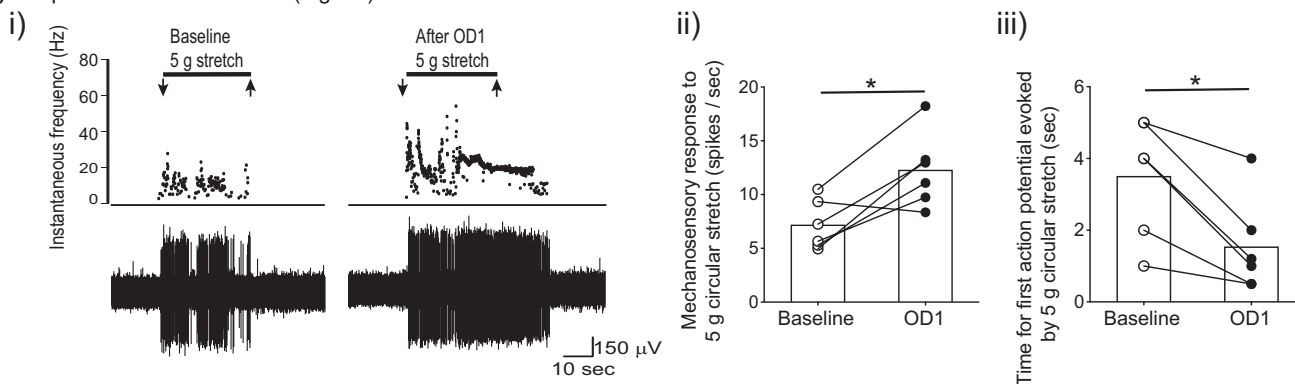 i)
Instantaneous frequency (Hz)
80
60
40
20
0
Baseline
5 g stretch
After OD1
5 g stretch
150 μV
10 sec
ii)
Mechanosensory response to
5 g circular stretch (spikes / sec)
20
15
10
5
0
*
Baseline
OD1
iii)
Time for first action potential evoked
by 5 g circular stretch (sec)
6
4
2
0
*
Baseline
OD1